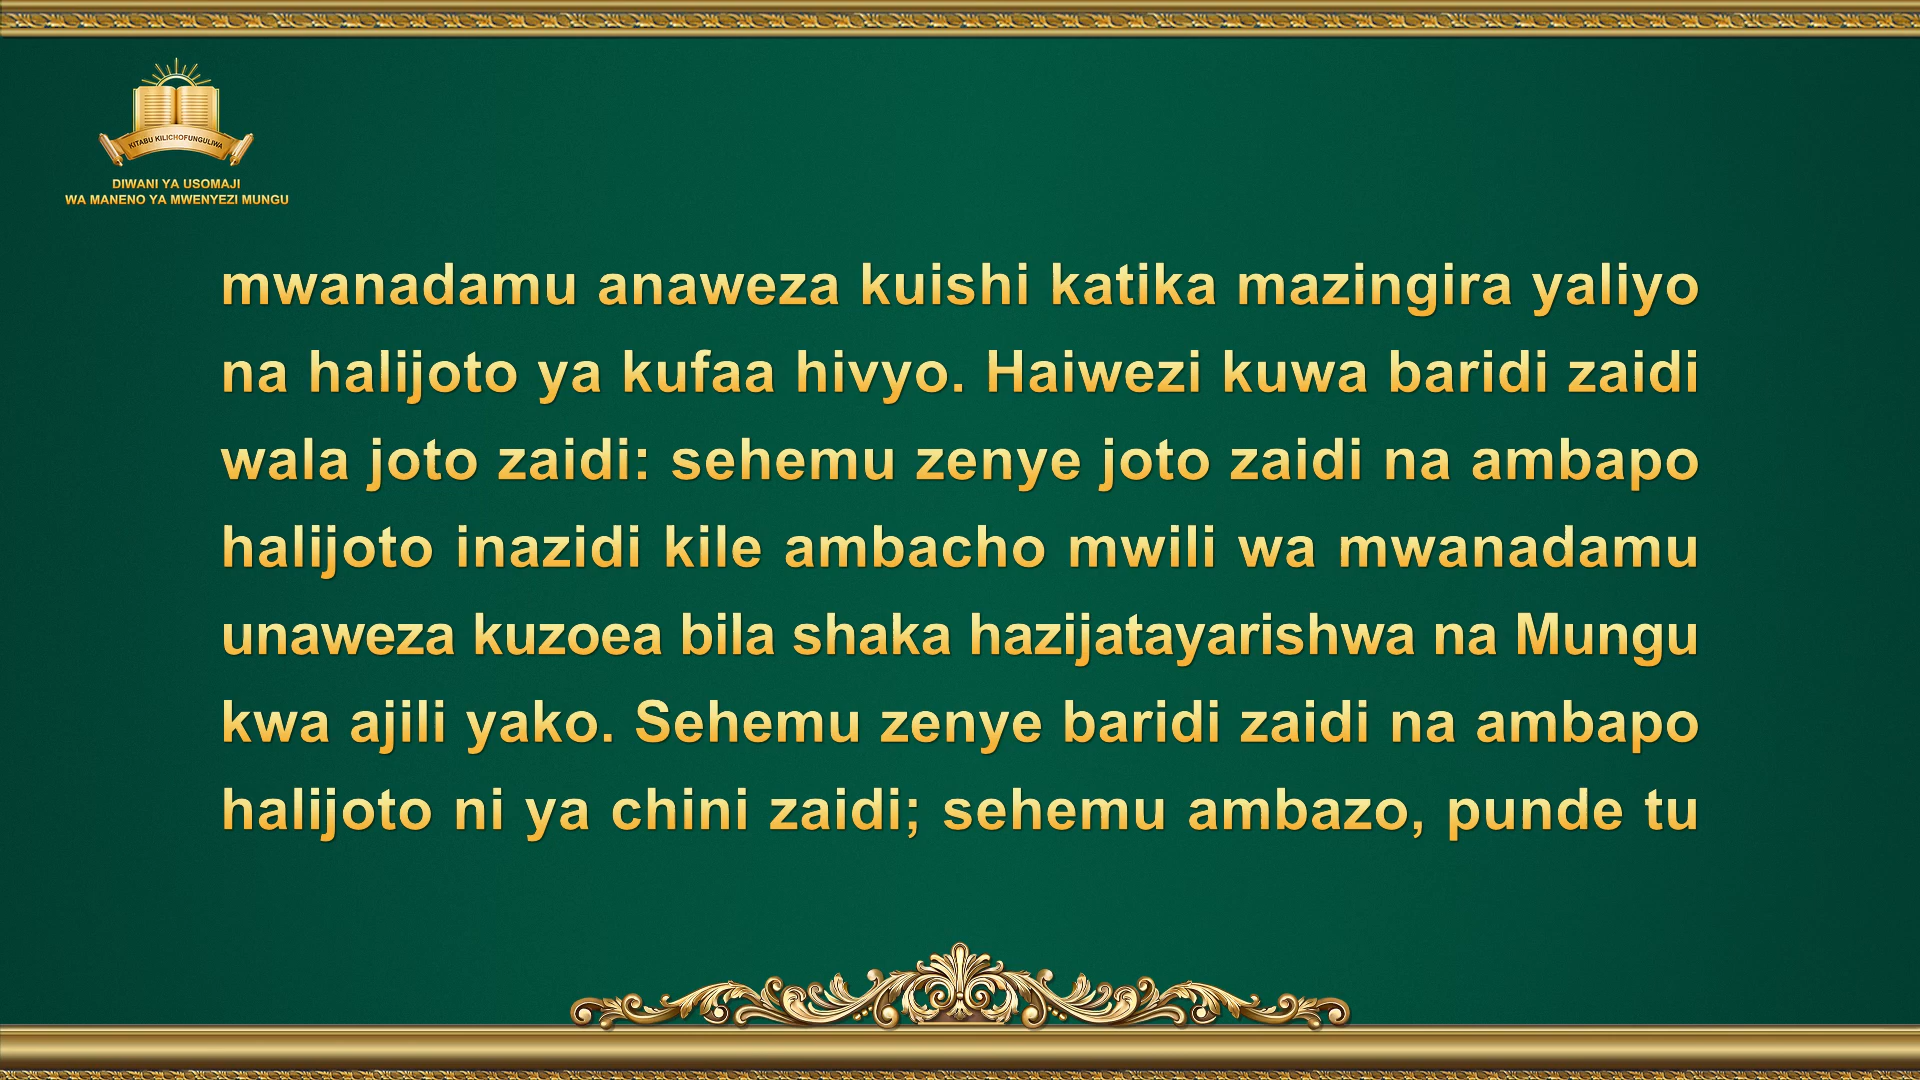 KITABU KILICHOFUNGULIWA
DIWANI YA USOMAJI
WA MANENO YA MWENYEZI MUNGU
mwanadamu anaweza kuishi katika mazingira yaliyo
na halijoto ya kufaa hivyo. Haiwezi kuwa baridi zaidi
wala joto zaidi: sehemu zenye joto zaidi na ambapo
halijoto inazidi kile ambacho mwili wa mwanadamu
unaweza kuzoea bila shaka hazijatayarishwa na Mungu
kwa ajili yako. Sehemu zenye baridi zaidi na ambapo
halijoto ni ya chini zaidi; sehemu ambazo, punde tu